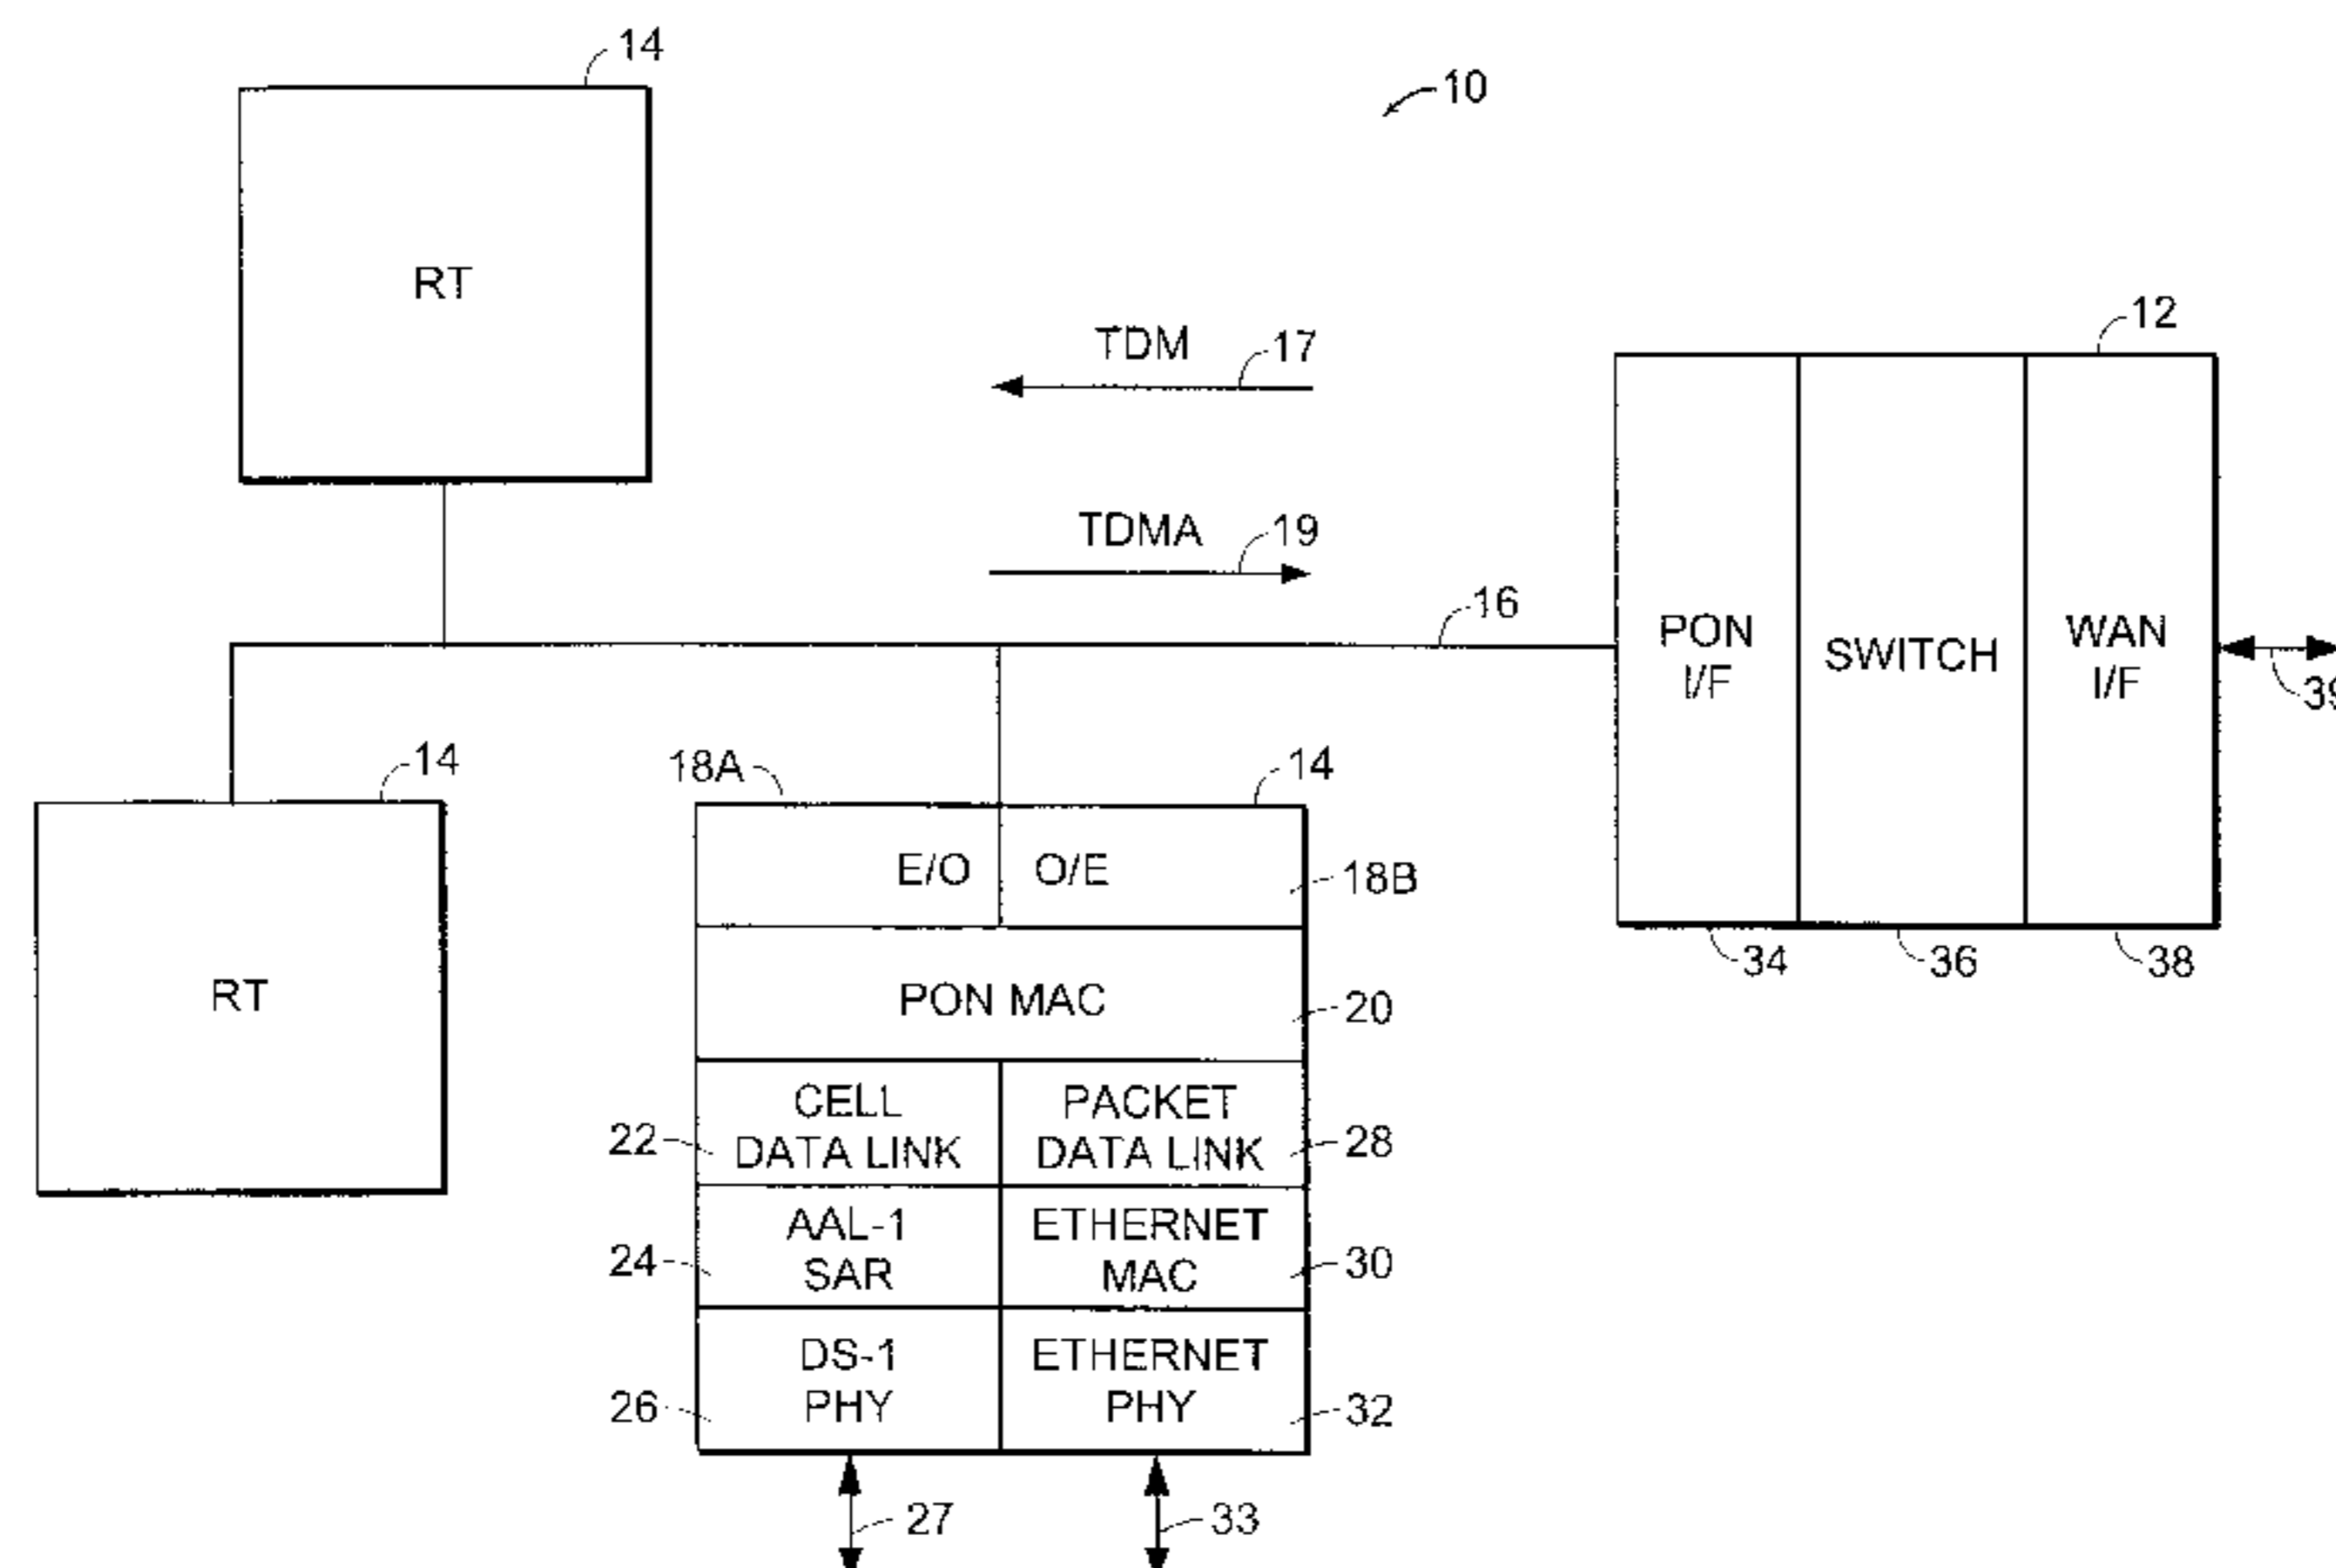 14
10
RT
12
TDM
17
TDMA
19
16
PON
I/F
SWITCH
WAN
I/F
39
14
18A
14
E/O
O/E
18B
34
36
38
RT
PON MAC
20
CELL
DATA LINK
PACKET
DATA LINK
22
28
AAL-1
SAR
ETHERNET
MAC
24
30
DS-1
PHY
ETHERNET
PHY
26
32
27
33